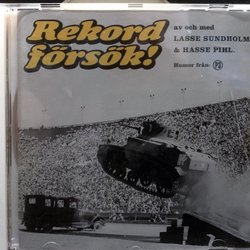 Rekord
försök!
av och med
LASSE SUNDHOLM
& HASSE PIHL.
Humor från: P3